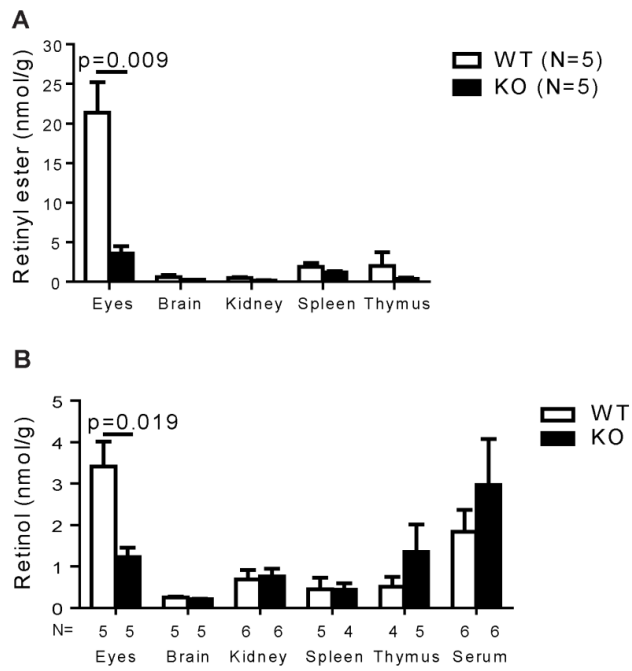 A
p=0.009
WT (N=5)
KO (N=5)
Retinyl ester (nmol/g)
30
25
20
15
10
5
0
Eyes Brain Kidney Spleen Thymus
B
p=0.019
WT
KO
Retinol (nmol/g)
5
4
3
2
1
0
N= 5 5 5 5 6 6 5 4 4 5 6 6
Eyes Brain Kidney Spleen Thymus Serum